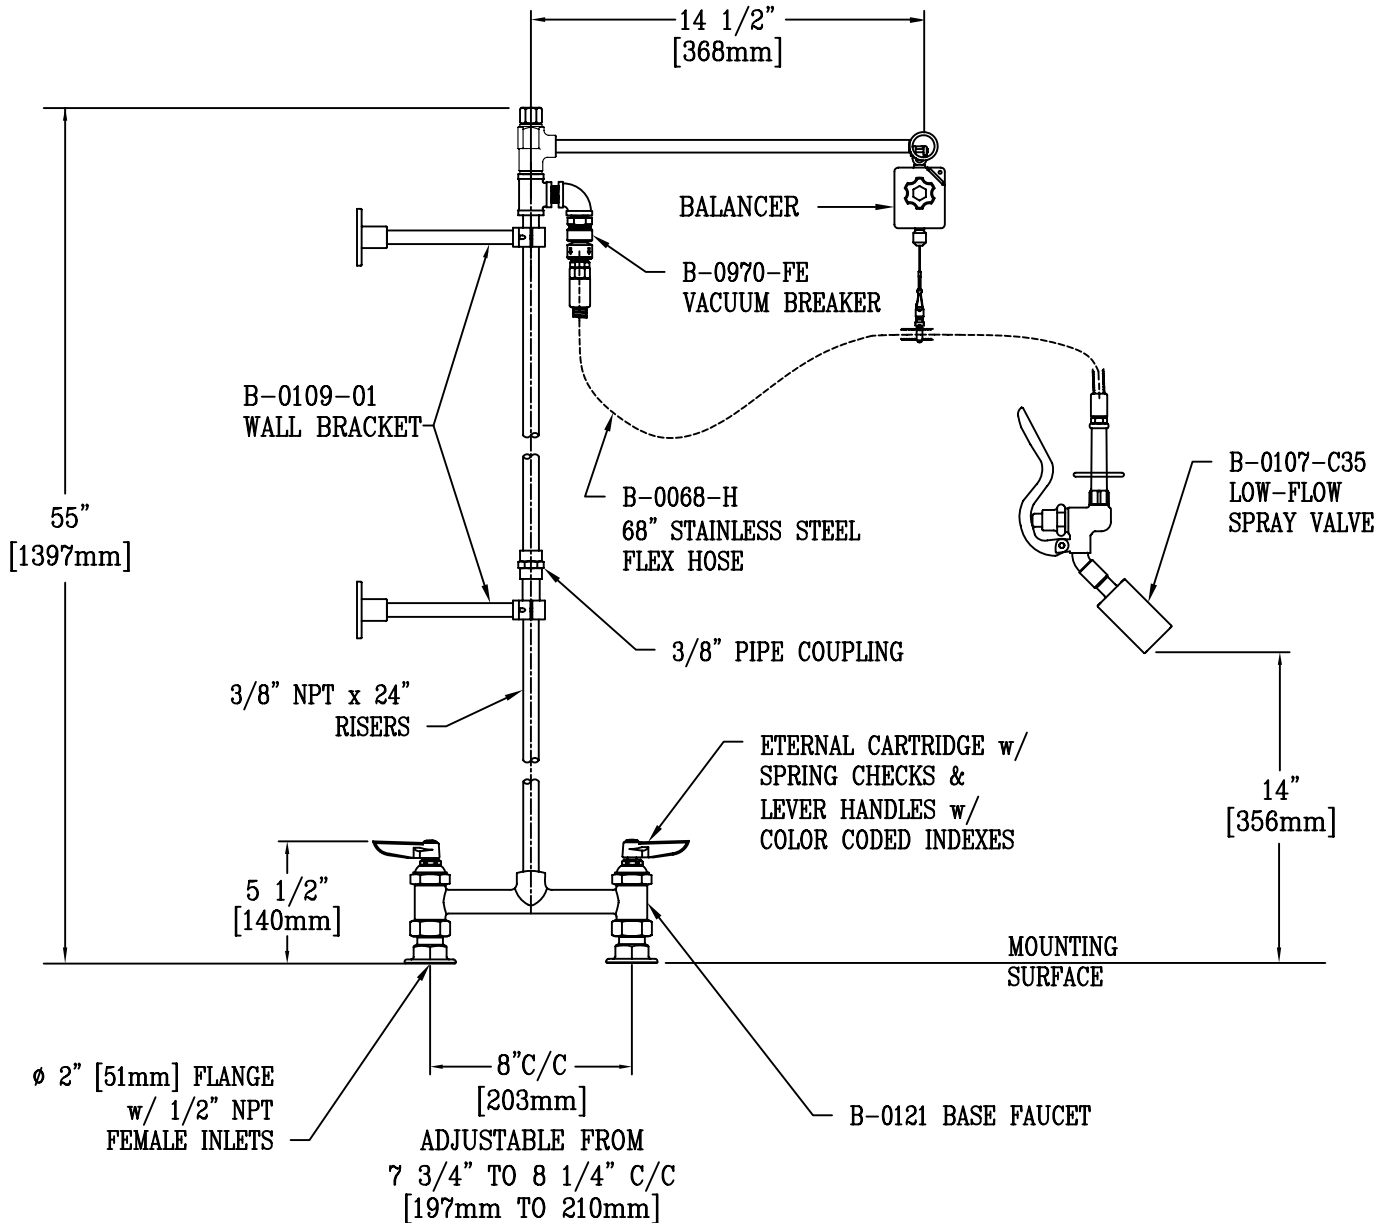 14 1/2"
[368mm]
BALANCER
B-0970-FE
VACUUM BREAKER
B-0109-01
WALL BRACKET
55"
[1397mm]
B-0068-H
68" STAINLESS STEEL
FLEX HOSE
B-0107-C35
LOW-FLOW
SPRAY VALVE
3/8" PIPE COUPLING
3/8" NPT x 24"
RISERS
ETERNAL CARTRIDGE w/
SPRING CHECKS &
LEVER HANDLES w/
COLOR CODED INDEXES
14"
[356mm]
5 1/2"
[140mm]
MOUNTING
SURFACE
ø 2" [51mm] FLANGE
w/ 1/2" NPT
FEMALE INLETS
8"C/C
[203mm]
ADJUSTABLE FROM
7 3/4" TO 8 1/4" C/C
[197mm TO 210mm]
B-0121 BASE FAUCET